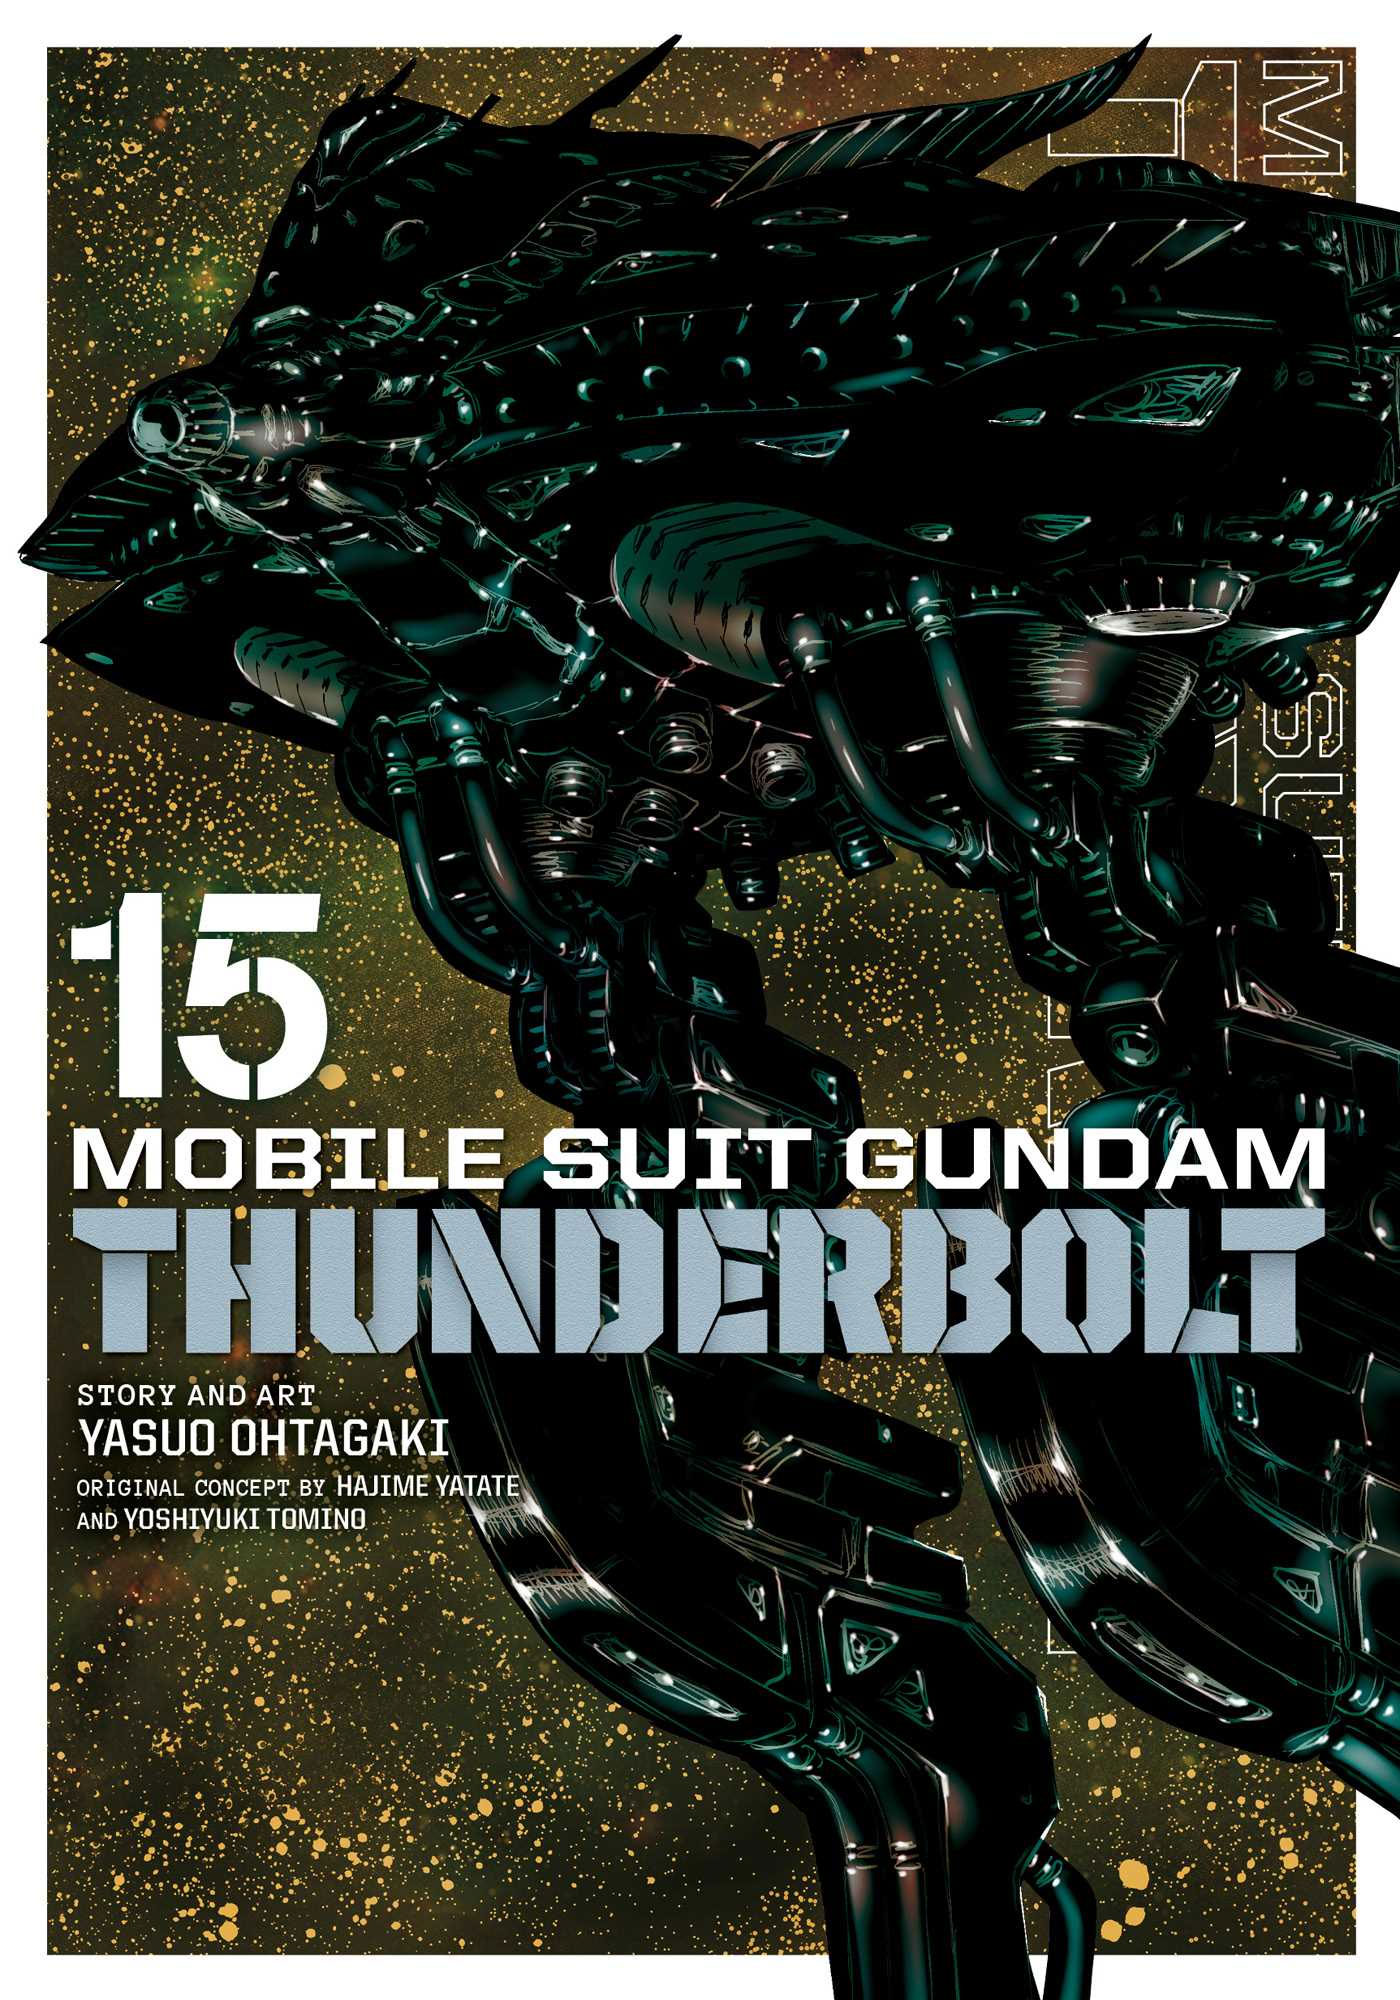 15
MOBILE SUIT GUNDAM
THUNDERBOLT
STORY AND ART
YASUO OHTAGAKI
ORIGINAL CONCEPT BY HAJIME YATATE
AND YOSHIYUKI TOMINO